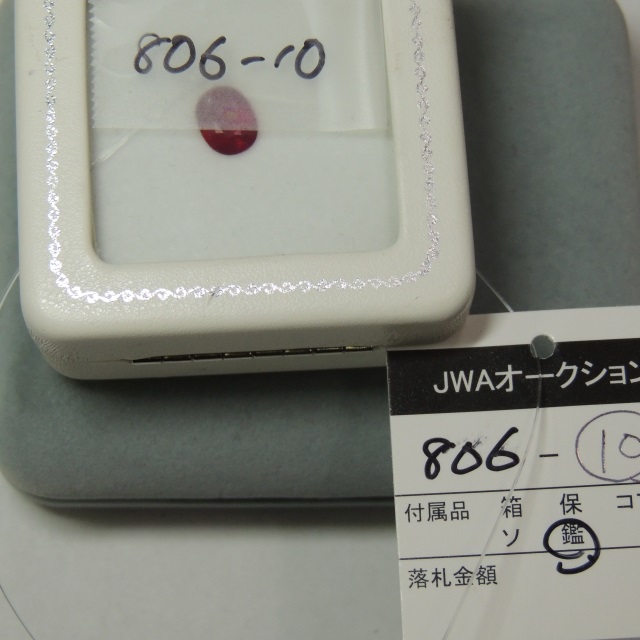 806-10
JWAオークション
806-10
付属品 箱 保 コ
ソ 鑑
落札金額